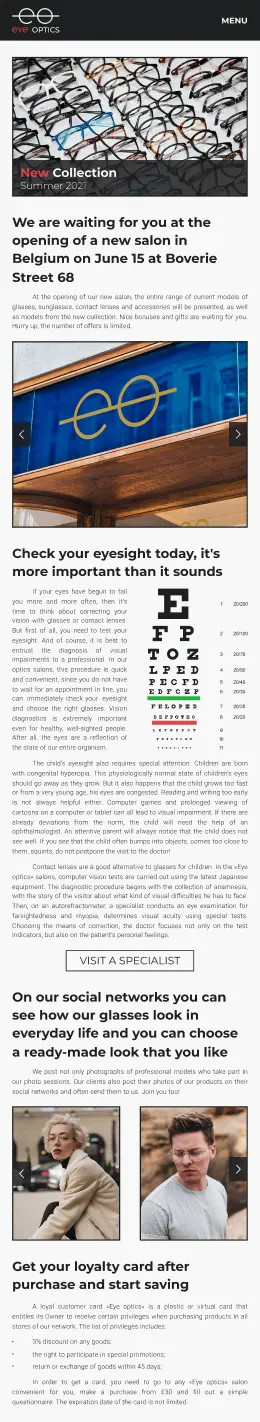 eo
eye OPTICS
MENU
New Collection
Summer 2021
We are waiting for you at the
opening of a new salon in
Belgium on June 15 at Boverie
Street 68
At the opening of our new salon, the entire range of current models of
glasses, sunglasses, contact lenses and accessories will be presented, as well
as models from the new collection. Nice bonuses and gifts are waiting for you.
Hurry up, the number of offers is limited.
eo
Check your eyesight today, it's
more important than it sounds
If your eyes have begun to fail
you more and more often, then it's
time to think about correcting your
vision with glasses or contact lenses.
But first of all, you need to test your
eyesight. And of course, it is best to
entrust the diagnosis of visual
impairments to a professional. In our
optics salons, this procedure is quick
and convenient, since you do not have
to wait for an appointment in line, you
can immediately check your eyesight
and choose the right glasses. Vision
diagnostics is extremely important
even for healthy, well-sighted people.
After all, the eyes are a reflection of
the state of our entire organism.
E 1 20/200
F P 2 20/100
T O Z 3 20/70
L P E D 4 20/50
P E C F D 5 20/40
E D F C Z P 6 20/30
F E L O P Z D 7 20/25
D E F P O T E C 8 20/20
9
10
11
The child's eyesight also requires special attention. Children are born
with congenital hyperopia. This physiologically normal state of children's eyes
should go away as they grow. But it also happens that the child grows too fast
or from a very young age, his eyes are congested. Reading and writing too early
is not always helpful either. Computer games and prolonged viewing of
cartoons on a computer or tablet can all lead to visual impairment. If there are
already deviations from the norm, the child will need the help of an
ophthalmologist. An attentive parent will always notice that the child does not
see well. If you see that the child often bumps into objects, comes too close to
them, squints, do not postpone the visit to the doctor!
Contact lenses are a good alternative to glasses for children. In the «Eye
optics» salons, computer vision tests are carried out using the latest Japanese
equipment. The diagnostic procedure begins with the collection of anamnesis,
with the story of the visitor about what kind of visual difficulties he has to face.
Then, on an autorefractometer, a specialist conducts an eye examination for
farsightedness and myopia, determines visual acuity using special tests.
Choosing the means of correction, the doctor focuses not only on the test
indicators, but also on the patient's personal feelings.
VISIT A SPECIALIST
On our social networks you can
see how our glasses look in
everyday life and you can choose
a ready-made look that you like
We post not only photographs of professional models who take part in
our photo sessions. Our clients also post their photos of our products on their
social networks and often send them to us. Join you too!
Get your loyalty card after
purchase and start saving
A loyal customer card «Eye optics» is a plastic or virtual card that
entitles its Owner to receive certain privileges when purchasing products in all
stores of our network. The list of privileges includes:
• 3% discount on any goods;
• the right to participate in special promotions;
• return or exchange of goods within 45 days;
In order to get a card, you need to go to any «Eye optics» salon
convenient for you, make a purchase from £30 and fill out a simple
questionnaire. The expiration date of the card is not limited.